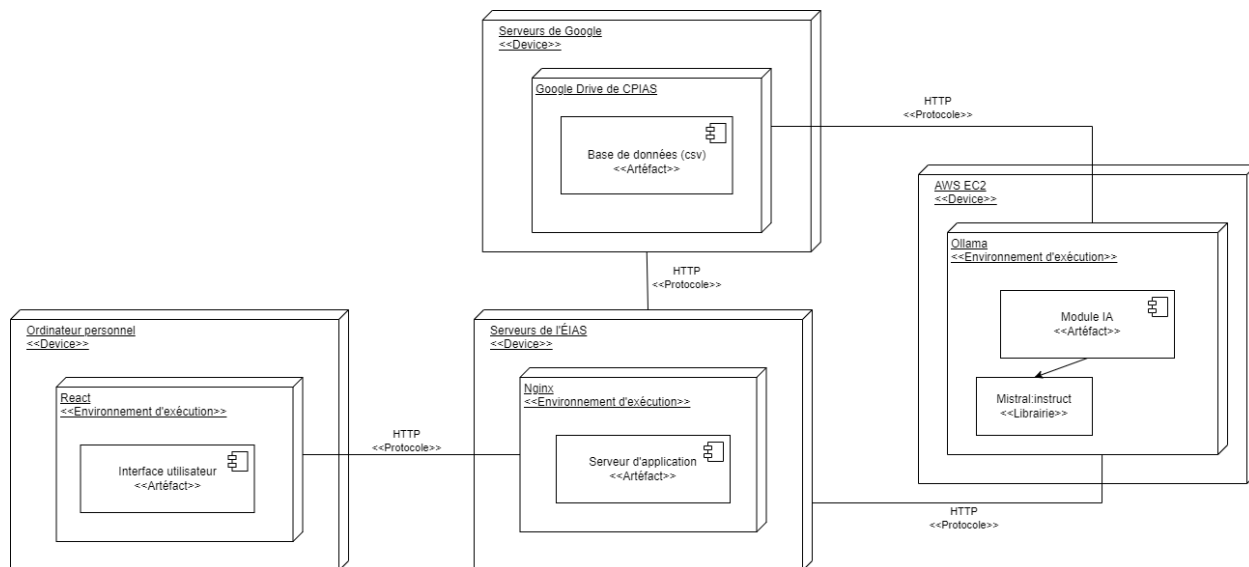 Serveurs de Google
<<Device>>
Google Drive de CPIAS
Base de données (csv)
<<Artéfact>>
HTTP
<<Protocole>>
AWS EC2
<<Device>>
Ollama
<<Environnement d'exécution>>
Module IA
<<Artéfact>>
Mistral:instruct
<<Librairie>>
HTTP
<<Protocole>>
Ordinateur personnel
<<Device>>
React
<<Environnement d'exécution>>
Interface utilisateur
<<Artéfact>>
HTTP
<<Protocole>>
Serveurs de l'ÉIAS
<<Device>>
Nginx
<<Environnement d'exécution>>
Serveur d'application
<<Artéfact>>
HTTP
<<Protocole>>